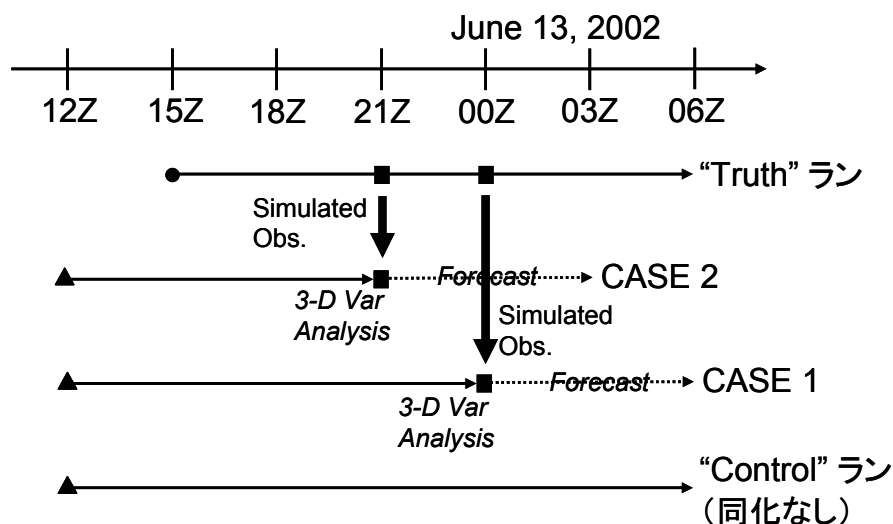 June 13, 2002
12Z 15Z 18Z 21Z 00Z 03Z 06Z
“Truth” ラン
Simulated
Obs.
Forecast CASE 2
3-D Var
Analysis
Simulated
Obs.
Forecast CASE 1
3-D Var
Analysis
“Control” ラン
（同化なし）